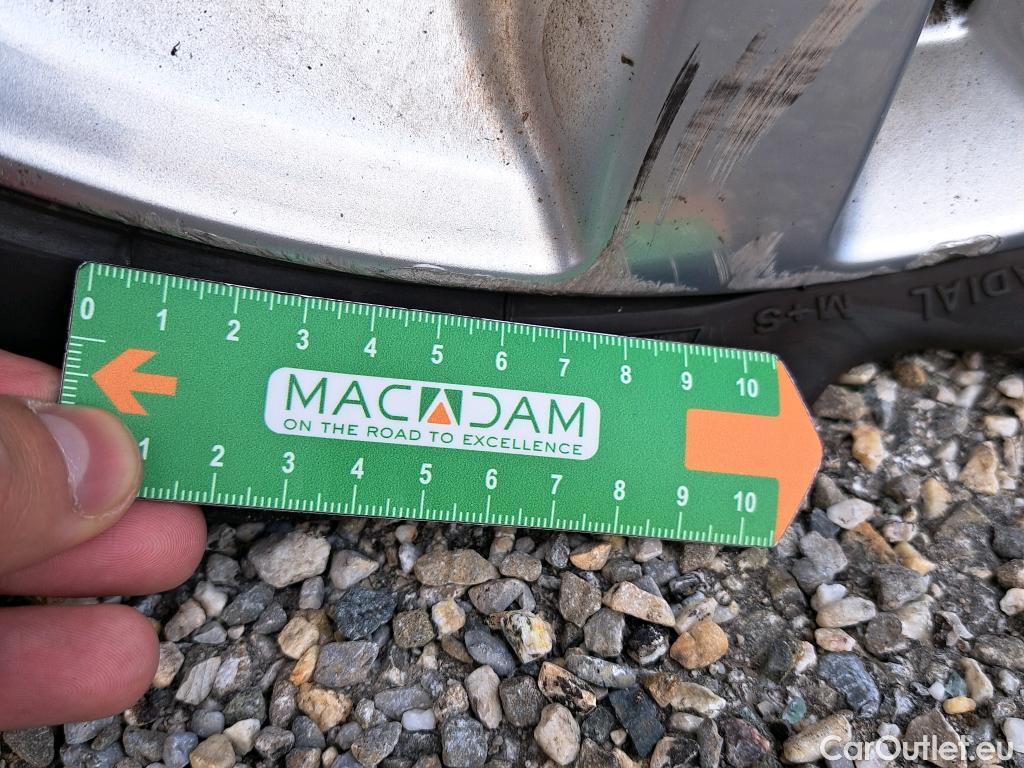 RADIAL
M+S
0 1 2 3 4 5 6 7 8 9 10
MACADAM
ON THE ROAD TO EXCELLENCE
1 2 3 4 5 6 7 8 9 10
CarOutlet.eu